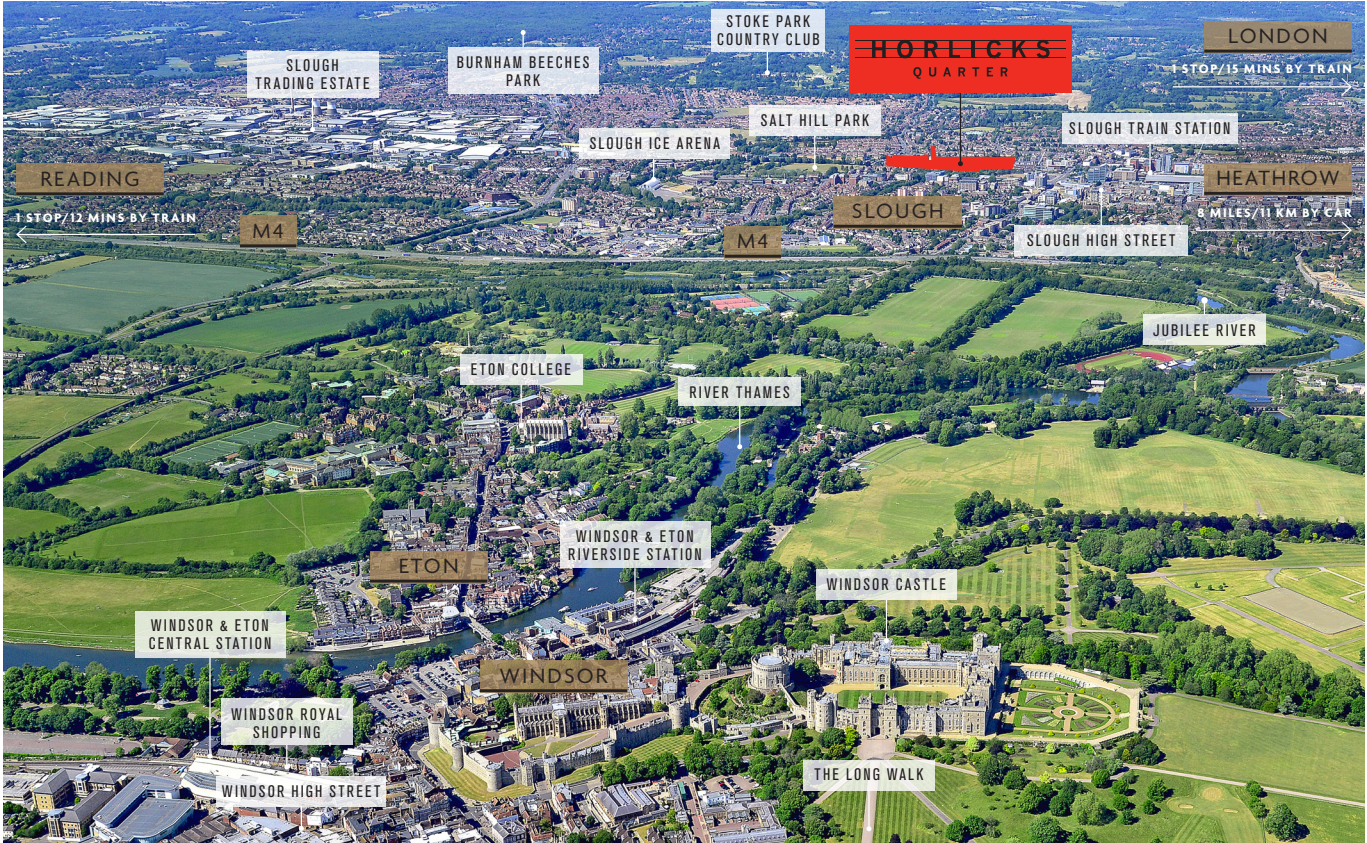 STOKE PARK
COUNTRY CLUB
HORLICKS
QUARTER
LONDON
1 STOP/15 MINS BY TRAIN
SLOUGH
TRADING ESTATE
BURNHAM BEECHES
PARK
SALT HILL PARK
SLOUGH TRAIN STATION
SLOUGH ICE ARENA
READING
1 STOP/12 MINS BY TRAIN
HEATHROW
8 MILES/11 KM BY CAR
SLOUGH
M4
M4
SLOUGH HIGH STREET
JUBILEE RIVER
ETON COLLEGE
RIVER THAMES
WINDSOR & ETON
RIVERSIDE STATION
ETON
WINDSOR CASTLE
WINDSOR & ETON
CENTRAL STATION
WINDSOR
WINDSOR ROYAL
SHOPPING
THE LONG WALK
WINDSOR HIGH STREET